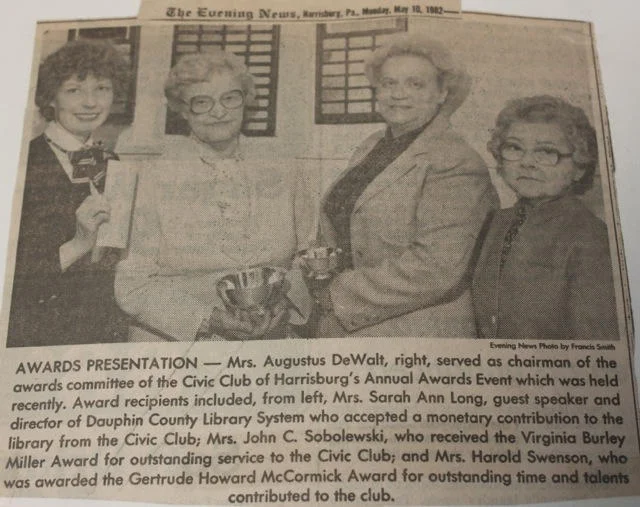 The Evening News, Harrisburg, Pa., Monday, May 10, 1982—
Evening News Photo by Francis Smith
AWARDS PRESENTATION — Mrs. Augustus DeWalt, right, served as chairman of the
awards committee of the Civic Club of Harrisburg's Annual Awards Event which was held
recently. Award recipients included, from left, Mrs. Sarah Ann Long, guest speaker and
director of Dauphin County Library System who accepted a monetary contribution to the
library from the Civic Club; Mrs. John C. Sobolewski, who received the Virginia Burley
Miller Award for outstanding service to the Civic Club; and Mrs. Harold Swenson, who
was awarded the Gertrude Howard McCormick Award for outstanding time and talents
contributed to the club.